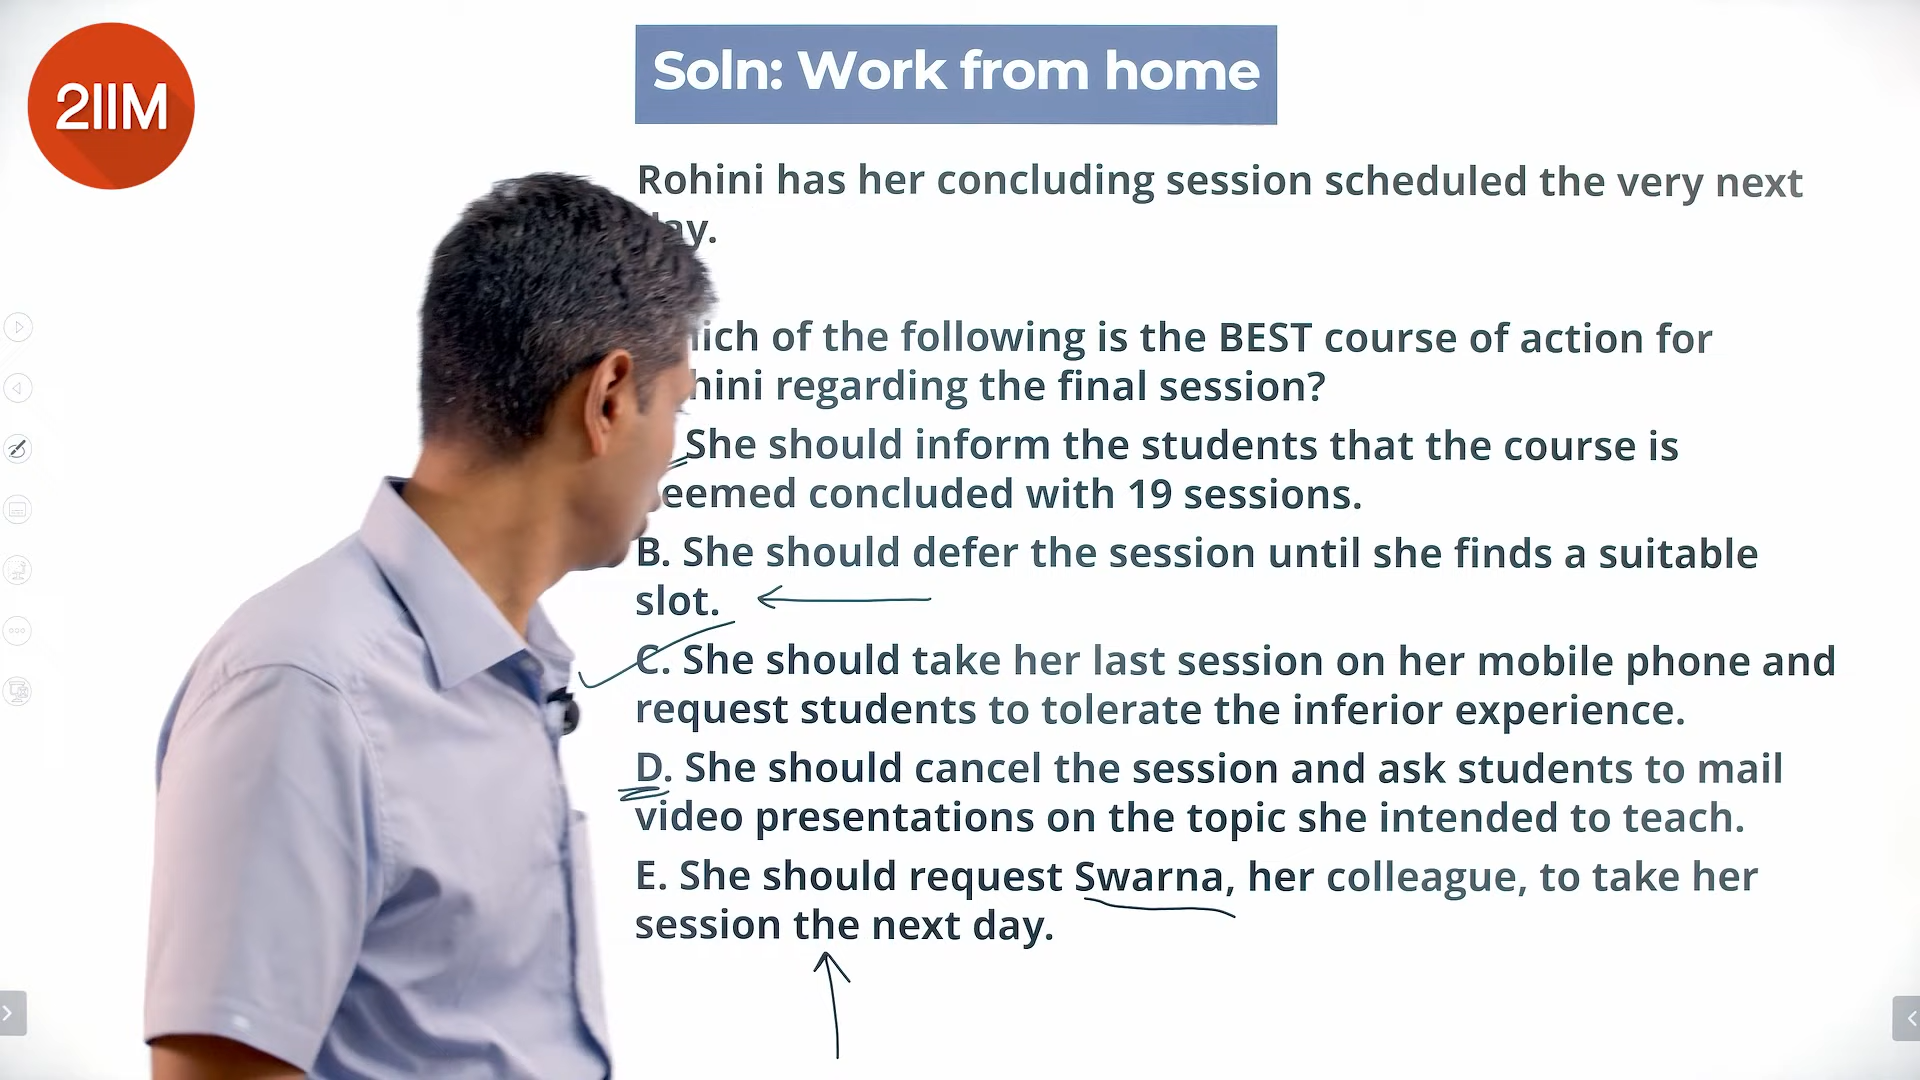 2IIM
Soln: Work from home
Rohini has her concluding session scheduled the very next
day.
of the following is the BEST course of action for
regarding the final session?
She should inform the students that the course is
concluded with 19 sessions.
B. She should defer the session until she finds a suitable
slot.
C. She should take her last session on her mobile phone and
request students to tolerate the inferior experience.
D. She should cancel the session and ask students to mail
video presentations on the topic she intended to teach.
E. She should request Swarna, her colleague, to take her
session the next day.